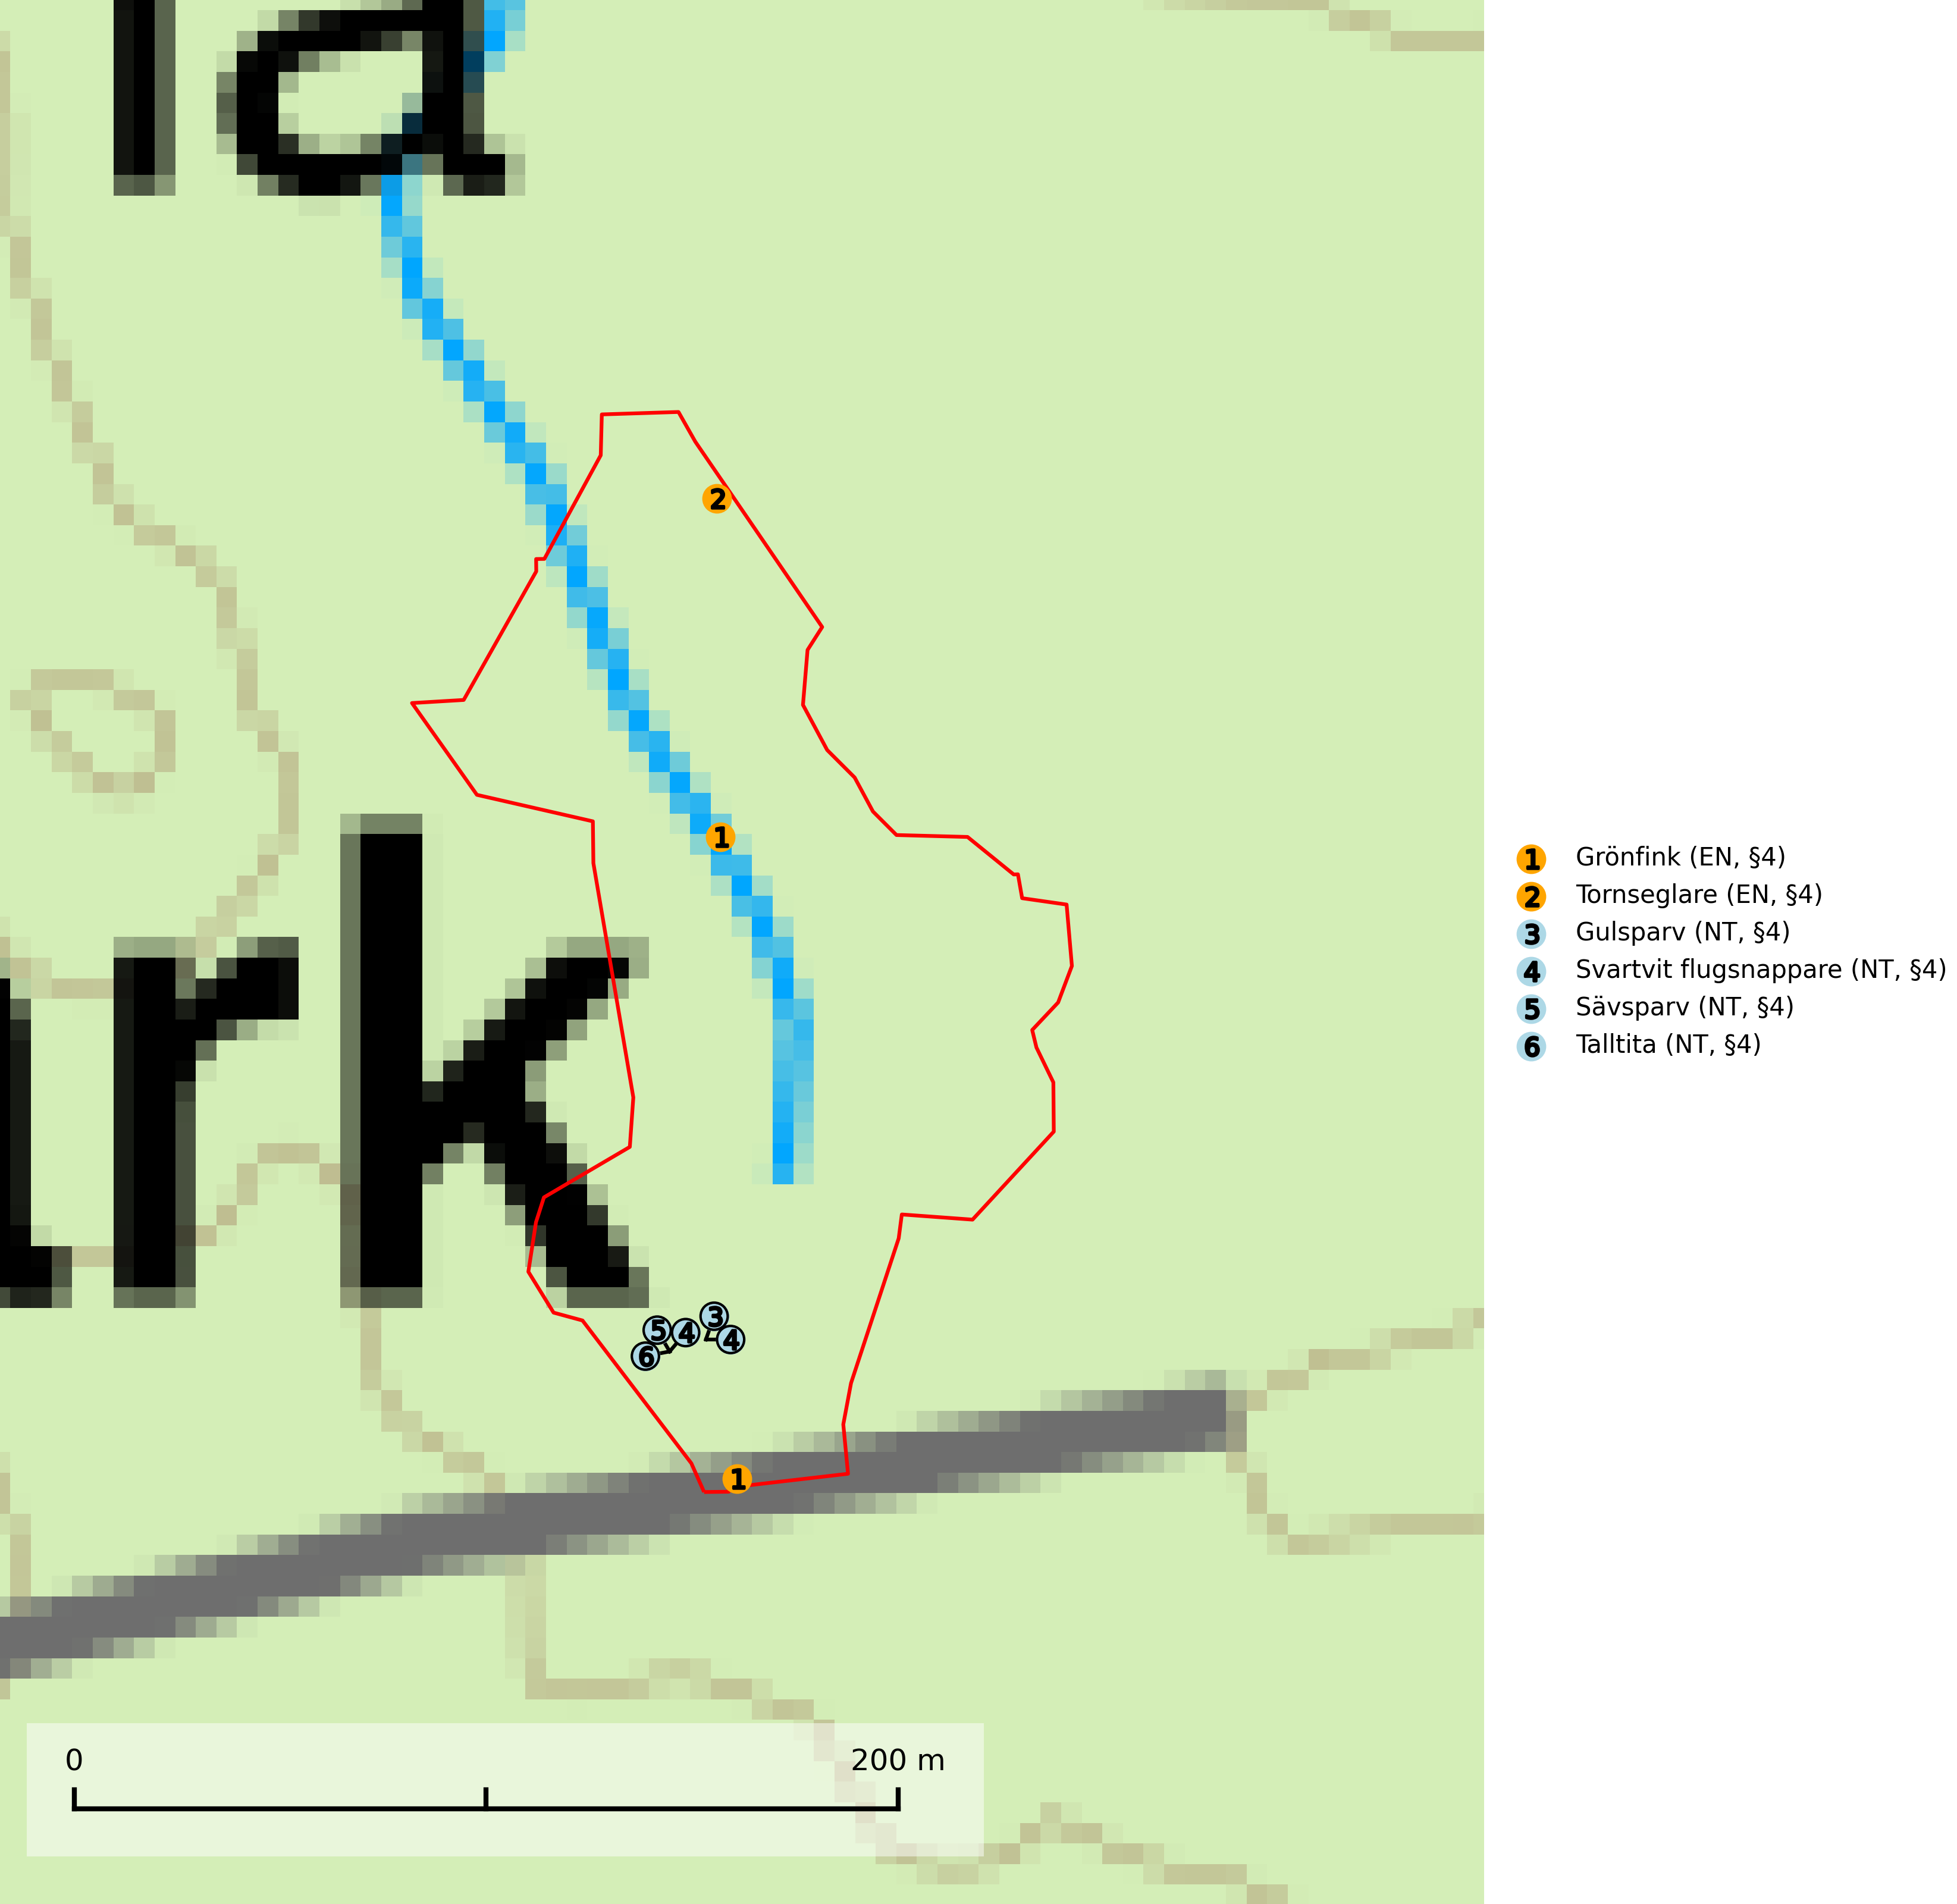 la
rk
2
1
3
5
4
4
6
1
0 200 m
1 Grönfink (EN, §4)
2 Tornseglare (EN, §4)
3 Gulsparv (NT, §4)
4 Svartvit flugsnappare (NT, §4)
5 Sävsparv (NT, §4)
6 Talltita (NT, §4)